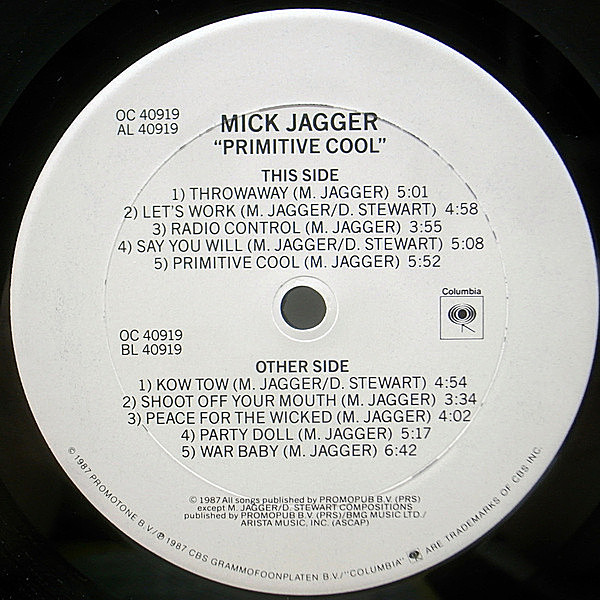 OC 40919
AL 40919
MICK JAGGER
“PRIMITIVE COOL”
THIS SIDE
1) THROWAWAY (M. JAGGER) 5:01
2) LET'S WORK (M. JAGGER/D. STEWART) 4:58
3) RADIO CONTROL (M. JAGGER) 3:55
4) SAY YOU WILL (M. JAGGER/D. STEWART) 5:08
5) PRIMITIVE COOL (M. JAGGER) 5:52
Columbia
OC 40919
BL 40919
OTHER SIDE
1) KOW TOW (M. JAGGER/D. STEWART) 4:54
2) SHOOT OFF YOUR MOUTH (M. JAGGER) 3:34
3) PEACE FOR THE WICKED (M. JAGGER) 4:02
4) PARTY DOLL (M. JAGGER) 5:17
5) WAR BABY (M. JAGGER) 6:42
© 1987 All songs published by PROMOPUB B.V. (PRS)
except M. JAGGER/D. STEWART COMPOSITIONS
published by PROMOPUB B.V. (PRS)/BMG MUSIC LTD./
ARISTA MUSIC, INC. (ASCAP)
© 1987 PROMOTONE B.V./℗ 1987 CBS GRAMMOFOONPLATEN B.V./“COLUMBIA” ARE TRADEMARKS OF CBS INC.